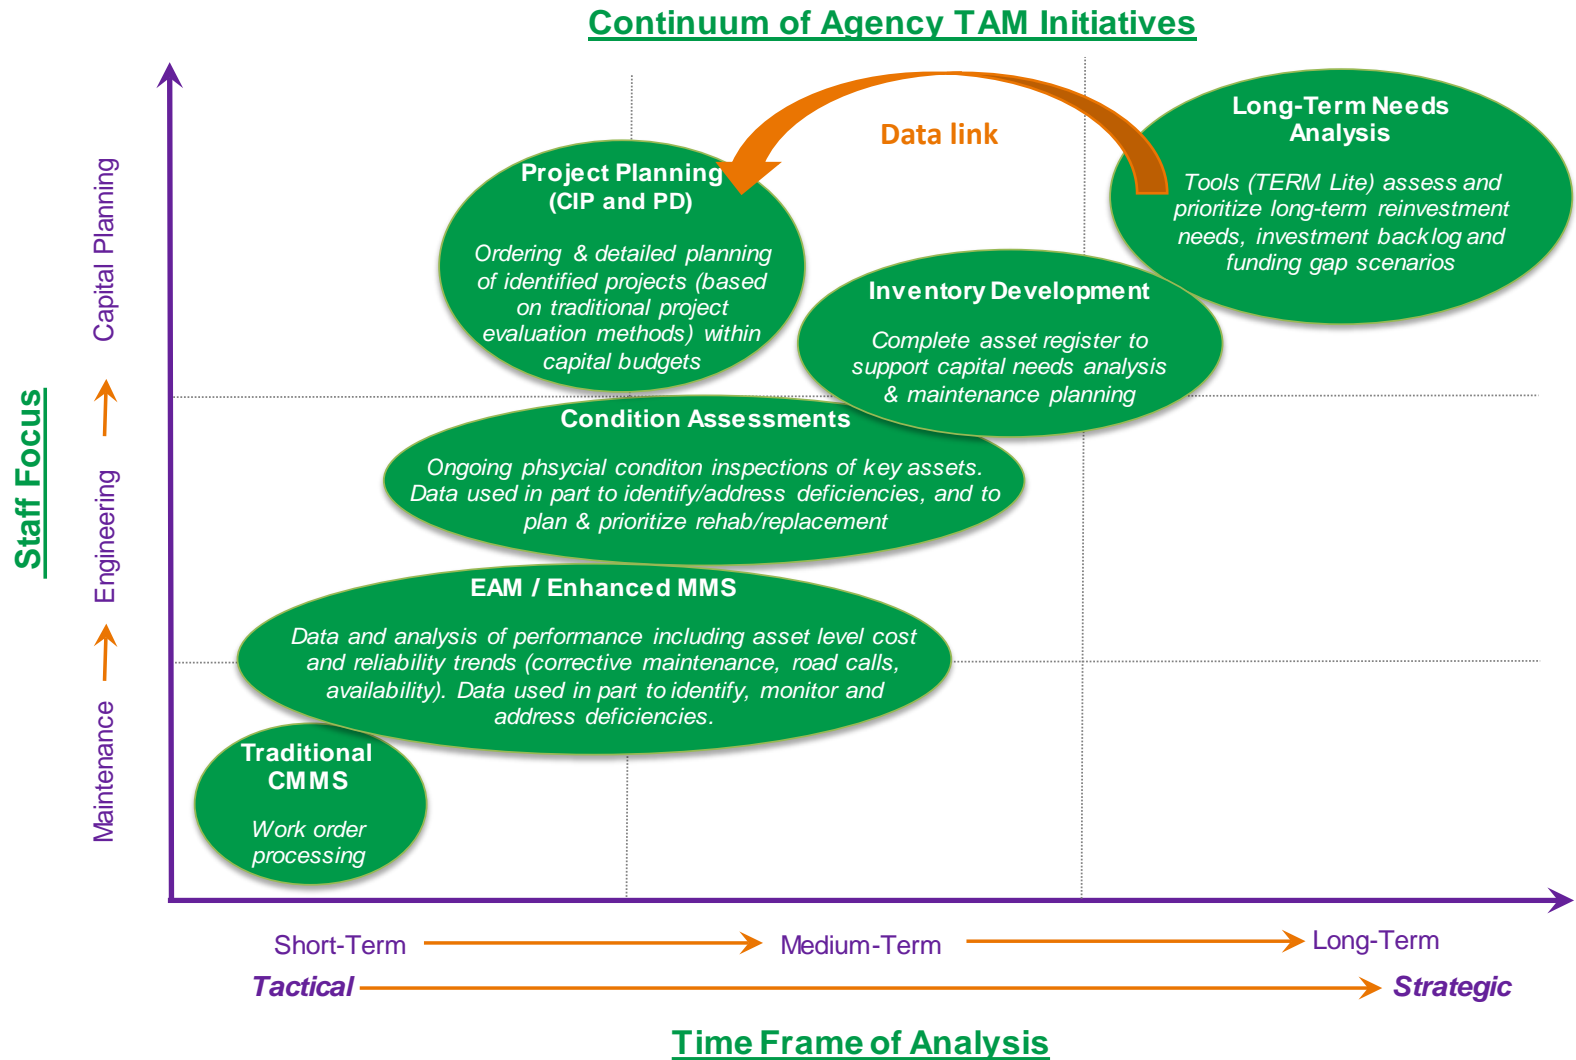 Continuum of Agency TAM Initiatives
Data link
Long-Term Needs
Analysis
Tools (TERM Lite) assess and
prioritize long-term reinvestment
needs, investment backlog and
funding gap scenarios
Project Planning
(CIP and PD)
Ordering & detailed planning
of identified projects (based
on traditional project
evaluation methods) within
capital budgets
Inventory Development
Complete asset register to
support capital needs analysis
& maintenance planning
Condition Assessments
Ongoing phsycial conditon inspections of key assets.
Data used in part to identify/address deficiencies, and to
plan & prioritize rehab/replacement
EAM / Enhanced MMS
Data and analysis of performance including asset level cost
and reliability trends (corrective maintenance, road calls,
availability). Data used in part to identify, monitor and
address deficiencies.
Traditional
CMMS
Work order
processing
Staff Focus
Capital Planning
Engineering
Maintenance
Short-Term
Medium-Term
Long-Term
Tactical
Strategic
Time Frame of Analysis